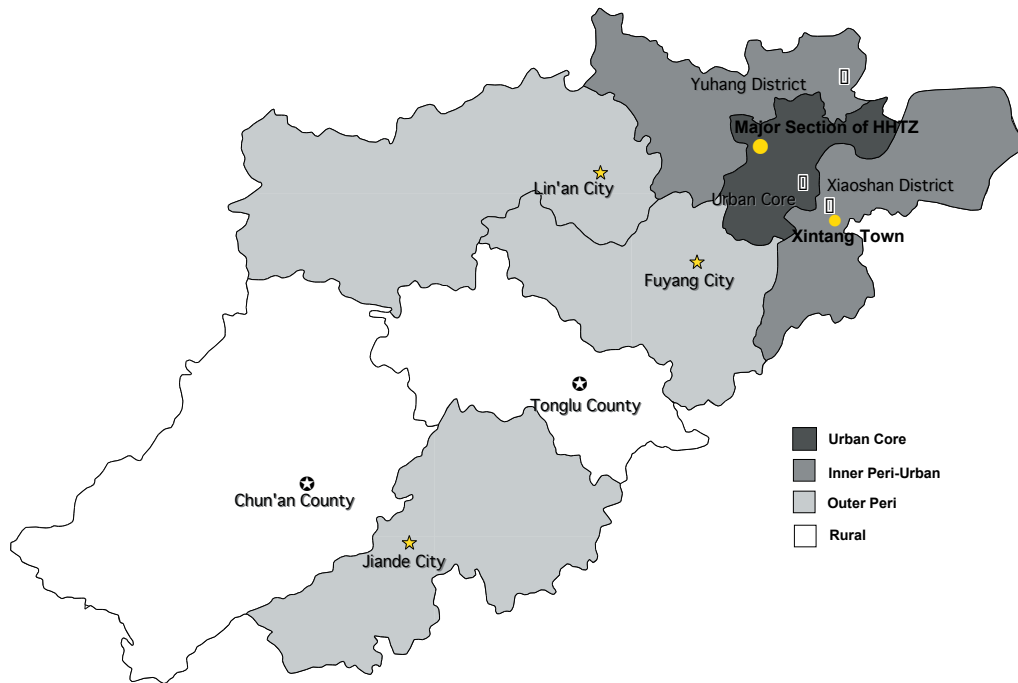 Yuhang District
Major Section of HHTZ
Lin'an City
Urban Core
Xiaoshan District
Xintang Town
Fuyang City
Tonglu County
Chun'an County
Jiande City
Urban Core
Inner Peri-Urban
Outer Peri
Rural